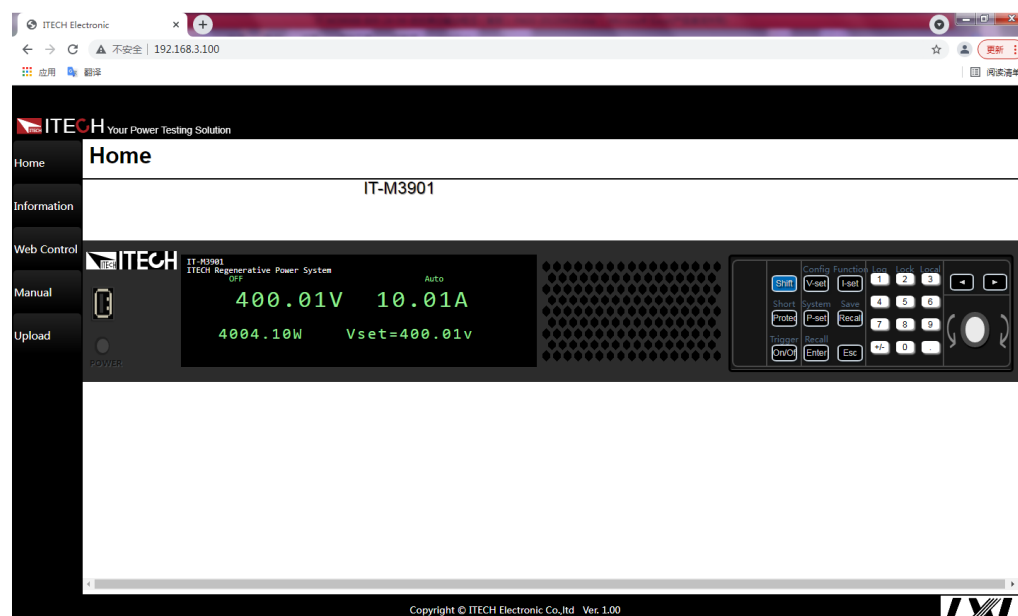 ITECH Electronic
不安全 | 192.168.3.100
更新
应用 翻译
阅读清单
ITECH Your Power Testing Solution
Home
Home
IT-M3901
Information
Web Control
Manual
Upload
ITECH
IT-M3901
ITECH Regenerative Power System
OFF Auto
400.01V 10.01A
4004.10W Vset=400.01v
POWER
Config Function Log Lock Local
Shift V-set I-set 1 2 3
Short System Save
Protec P-set Recal 4 5 6
7 8 9
Trigger Recall
On/Of Enter Esc +/- 0 .
Copyright © ITECH Electronic Co.,ltd Ver. 1.00
LXI